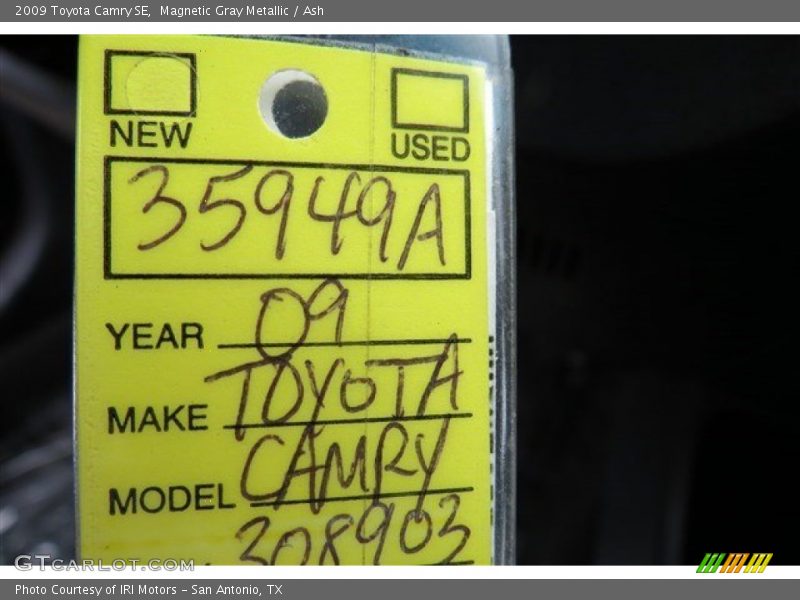 2009 Toyota Camry SE,  Magnetic Gray Metallic / Ash
NEW USED
35949A
YEAR 09
MAKE TOYOTA
MODEL CAMRY
308903
GTCarLot.com
Photo Courtesy of IRI Motors - San Antonio, TX